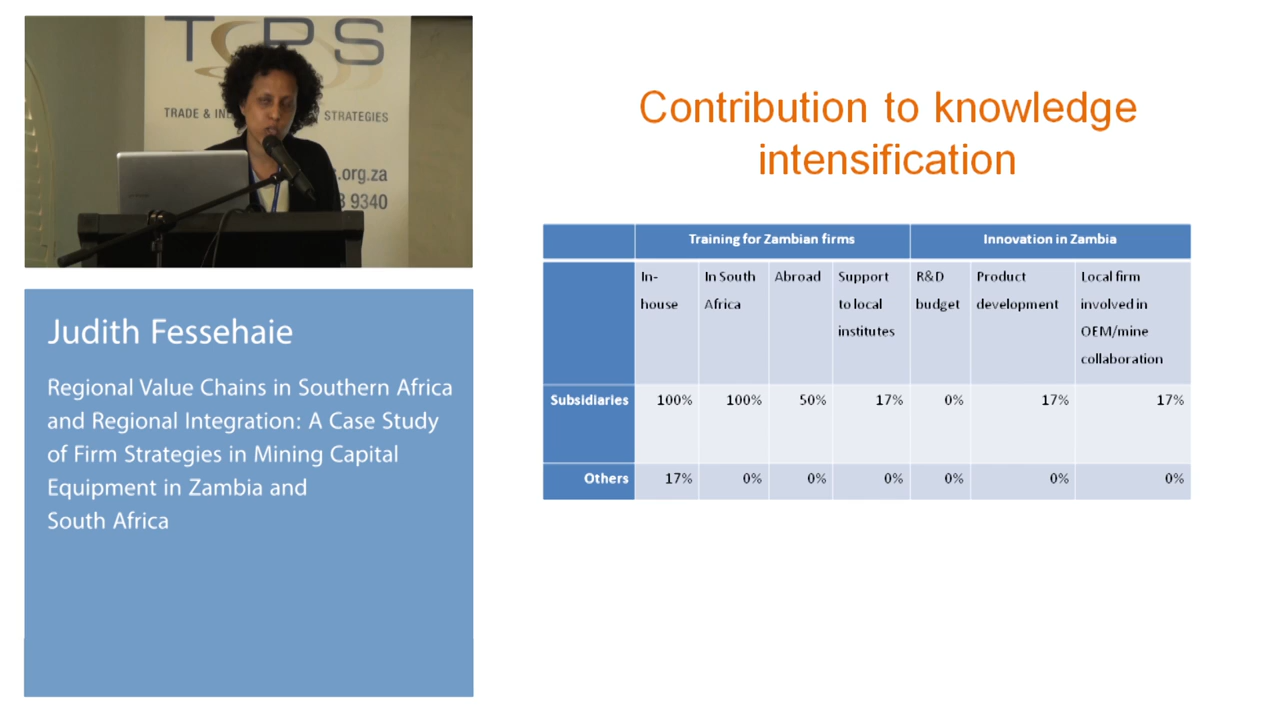 T PS
TRADE & IN STRATEGIES
.org.za
9340
Judith Fessehaie
Regional Value Chains in Southern Africa
and Regional Integration: A Case Study
of Firm Strategies in Mining Capital
Equipment in Zambia and
South Africa
Contribution to knowledge
intensification
Training for Zambian firms Innovation in Zambia
In-house In South Africa Abroad Support to local institutes R&D budget Product development Local firm involved in OEM/mine collaboration
Subsidiaries 100% 100% 50% 17% 0% 17% 17%
Others 17% 0% 0% 0% 0% 0% 0%